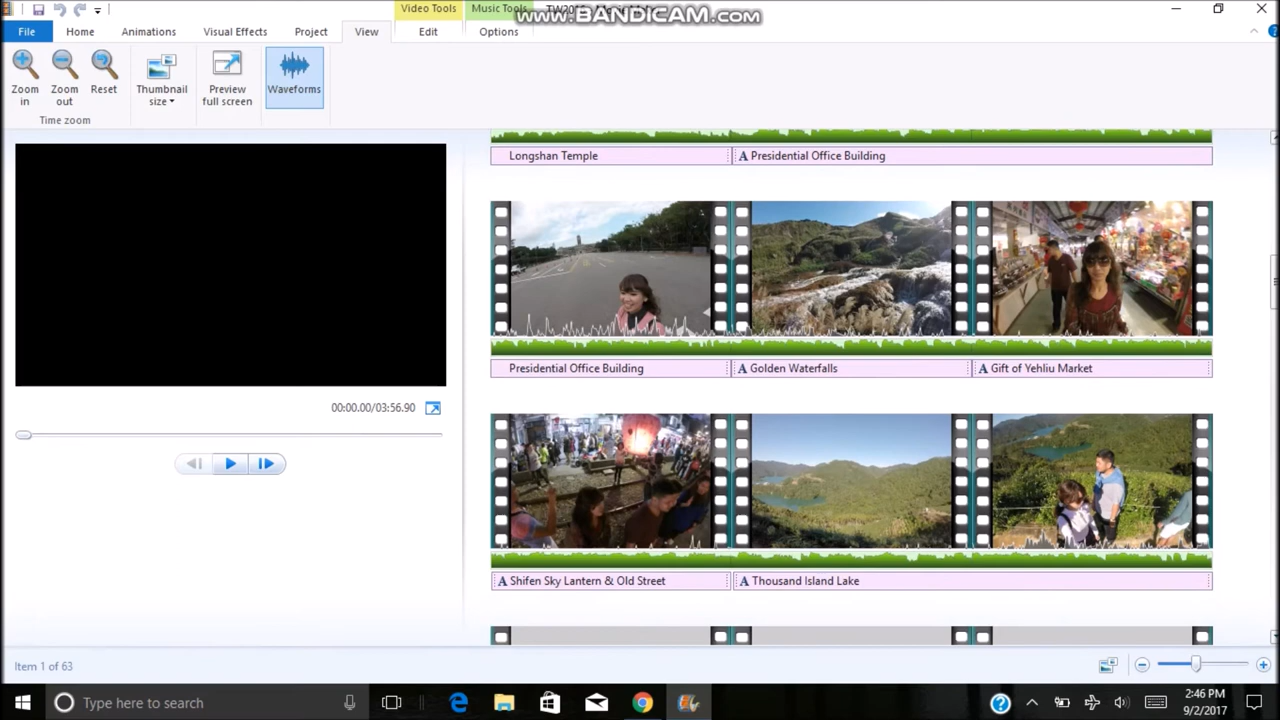 www.BANDICAM.com
Video Tools
Music Tools
File
Home
Animations
Visual Effects
Project
View
Edit
Options
Zoom in
Zoom out
Reset
Thumbnail size
Preview full screen
Waveforms
Time zoom
Longshan Temple
A Presidential Office Building
Presidential Office Building
A Golden Waterfalls
A Gift of Yehliu Market
00:00.00/03:56.90
A Shifen Sky Lantern & Old Street
A Thousand Island Lake
Item 1 of 63
Type here to search
2:46 PM
9/2/2017